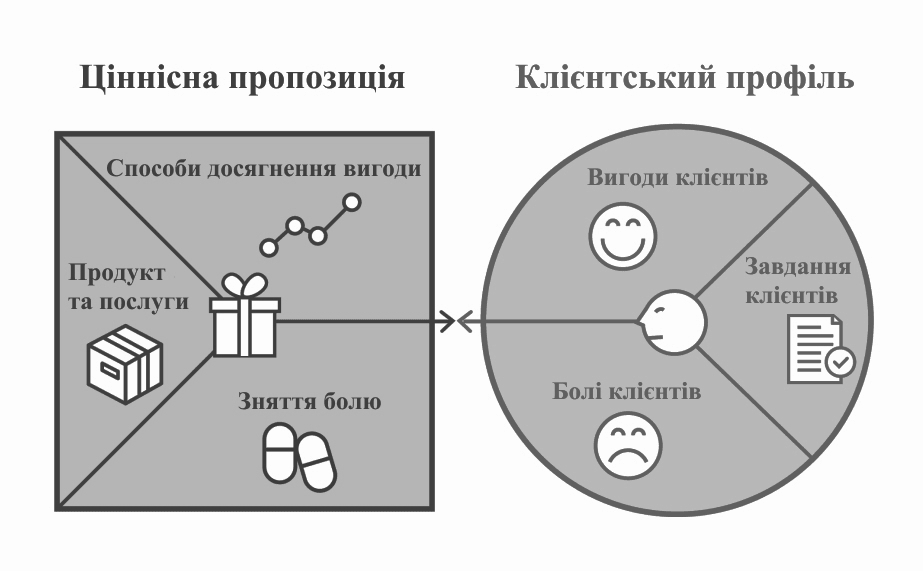 Ціннісна пропозиція
Клієнтський профіль
Способи досягнення вигоди
Продукт
та послуги
Зняття болю
Вигоди клієнтів
Завдання
клієнтів
Болі клієнтів